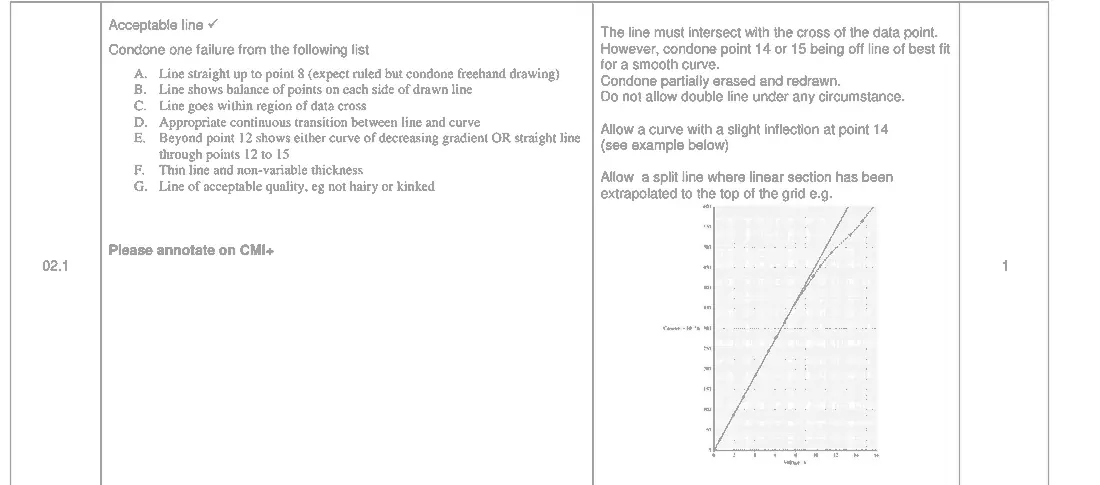 Acceptable line ✓
Condone one failure from the following list
A. Line straight up to point 8 (expect ruled but condone freehand drawing)
B. Line shows balance of points on each side of drawn line
C. Line goes within region of data cross
D. Appropriate continuous transition between line and curve
E. Beyond point 12 shows either curve of decreasing gradient OR straight line
through points 12 to 15
F. Thin line and non-variable thickness
G. Line of acceptable quality, eg not hairy or kinked
Please annotate on CMI+
02.1
The line must intersect with the cross of the data point.
However, condone point 14 or 15 being off line of best fit
for a smooth curve.
Condone partially erased and redrawn.
Do not allow double line under any circumstance.
Allow a curve with a slight inflection at point 14
(see example below)
Allow a split line where linear section has been
extrapolated to the top of the grid e.g.
1